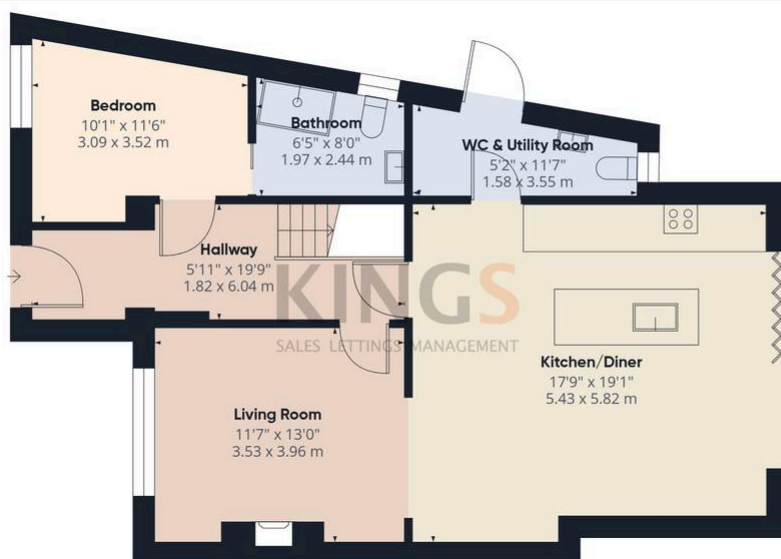 Bedroom
10'1" x 11'6"
3.09 x 3.52 m
Bathroom
6'5" x 8'0"
1.97 x 2.44 m
WC & Utility Room
5'2" x 11'7"
1.58 x 3.55 m
Hallway
5'11" x 19'9"
1.82 x 6.04 m
KINGS
SALES LETTINGS MANAGEMENT
Kitchen/Diner
17'9" x 19'1"
5.43 x 5.82 m
Living Room
11'7" x 13'0"
3.53 x 3.96 m